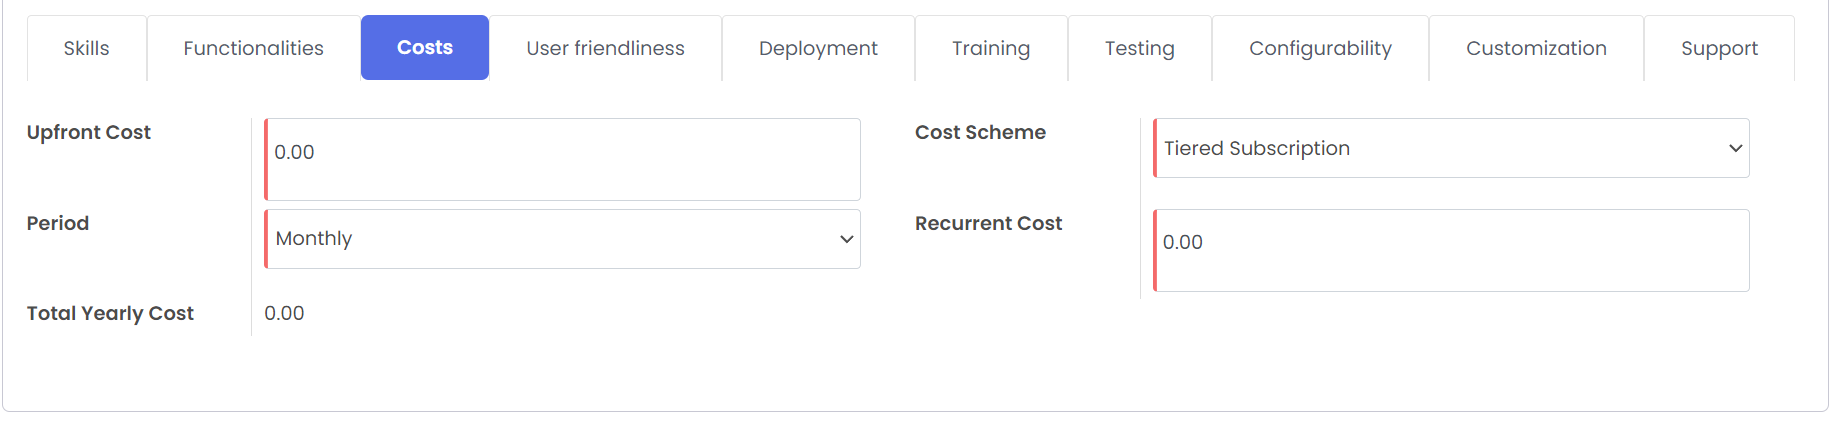 Skills Functionalities Costs User friendliness Deployment Training Testing Configurability Customization Support
Upfront Cost 0.00 Cost Scheme Tiered Subscription
Period Monthly Recurrent Cost 0.00
Total Yearly Cost 0.00